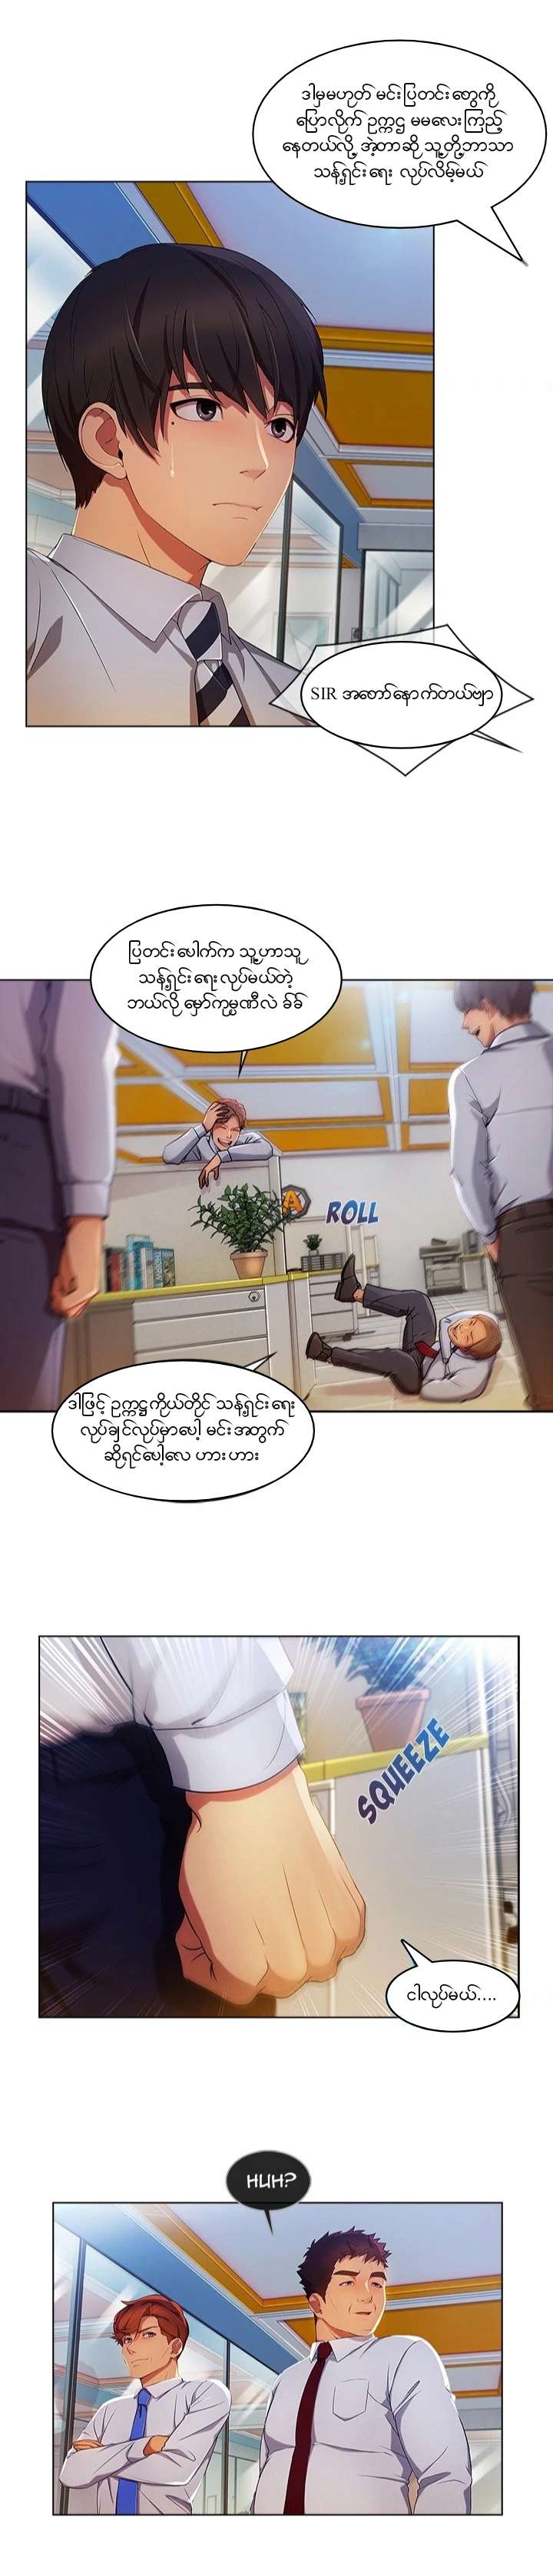 ဒါမှမဟုတ် မင်းပြတင်းတွေကို
ပြောလိုက် ဥက္ကဌ မမလေးကြည့်
နေတယ်လို့ အဲ့တာဆို သူ့တို့ဘာသာ
သန့်ရှင်းရေး လုပ်လိမ့်မယ်
SIR အတော်နောက်တယ်ဗျာ
ပြတင်းပေါက်က သူ့ဟာသူ
သန့်ရှင်းရေးလုပ်မယ်တဲ့
ဘယ်လို မှော်ကုမ္ပဏီလဲ ခ်ခ်
ROLL
ဒါဖြင့် ဥက္ကဋ္ဌကိုယ်တိုင် သန့်ရှင်းရေး
လုပ်ချင်လုပ်မှာပေါ့ မင်းအတွက်
ဆိုရင်ပေါ့လေ ဟားဟား
SQUEEZE
ငါလုပ်မယ်....
HUH?